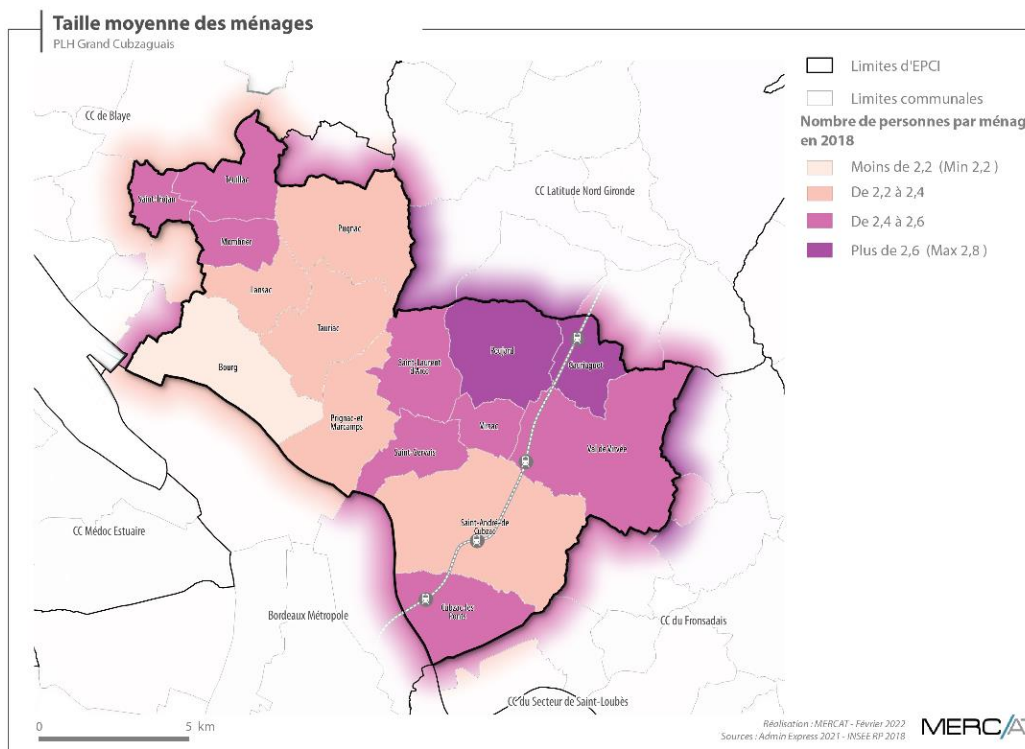 Taille moyenne des ménages
PLH Grand Cubzaguais
Limites d'EPCI
Limites communales
Nombre de personnes par ménag
en 2018
Moins de 2,2 (Min 2,2 )
De 2,2 à 2,4
De 2,4 à 2,6
Plus de 2,6 (Max 2,8 )
CC de Blaye
CC Latitude Nord Gironde
Teuillac
Saint-Trojan
Pugnac
Mombrier
Lansac
Tauriac
Bourg
Saint-Laurent
d'Arce
Peujard
Prignac-et
Marcamps
Virsac
Saint-Gervais
Val de Virvée
Saint-André-de
Cubzac
CC Médoc Estuaire
Cubzac-les
Ponts
Bordeaux Métropole
CC du Fronsadais
CC du Secteur de Saint-Loubès
0
5 km
Réalisation : MERCAT - Février 2022
Sources : Admin Express 2021 - INSEE RP 2018
MERC/AT